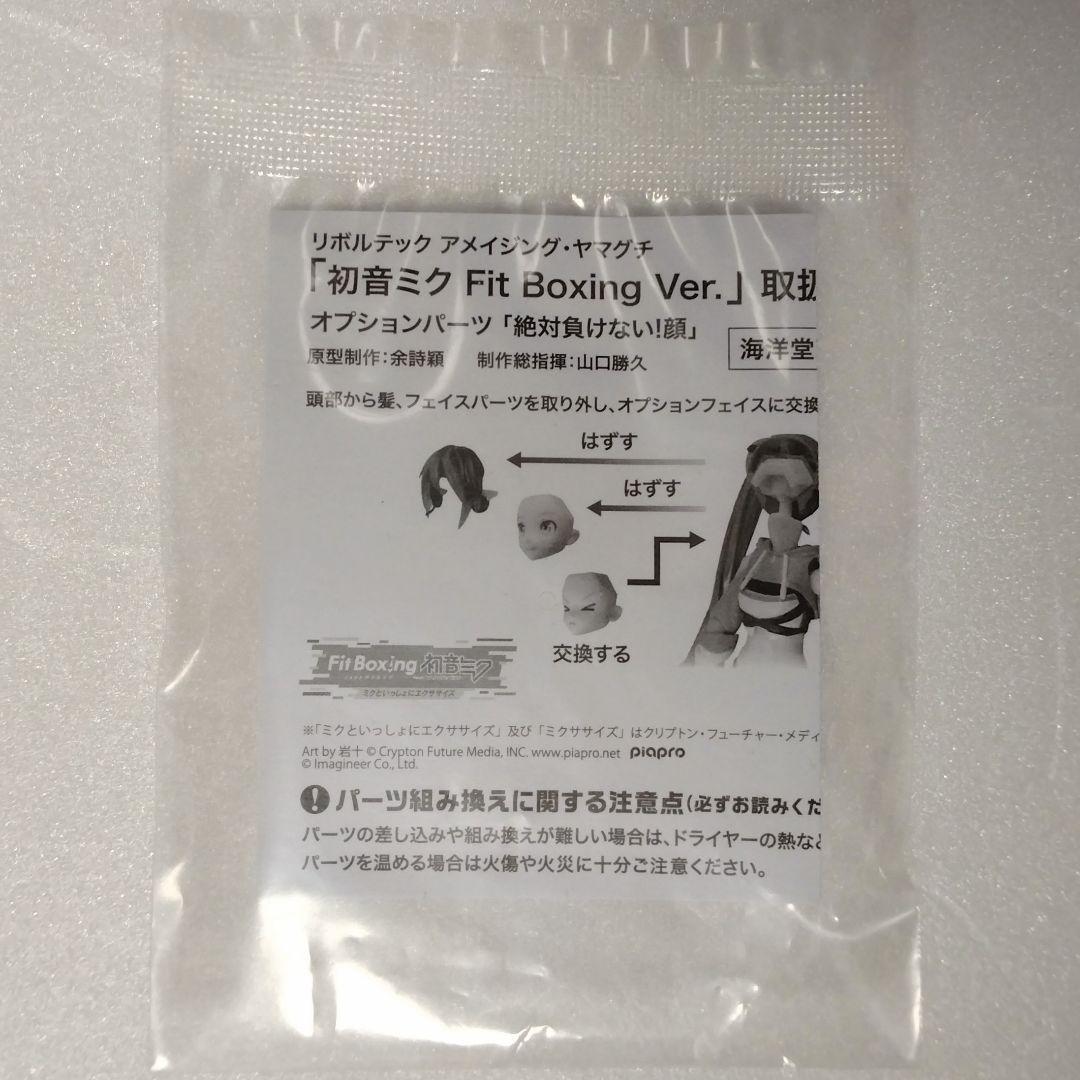 リボルテック アメイジング・ヤマグチ
「初音ミク Fit Boxing Ver.」取扱
オプションパーツ「絶対負けない!顔」
海洋堂
原型制作：余詩穎　制作総指揮：山口勝久
頭部から髪、フェイスパーツを取り外し、オプションフェイスに交換
はずす
はずす
交換する
Fit Boxing 初音ミク
ミクといっしょにエクササイズ
※「ミクといっしょにエクササイズ」及び「ミクササイズ」はクリプトン・フューチャー・メディ
Art by 岩十 © Crypton Future Media, INC. www.piapro.net piapro
© Imagineer Co., Ltd.
! パーツ組み換えに関する注意点(必ずお読みくだ
パーツの差し込みや組み換えが難しい場合は、ドライヤーの熱など
パーツを温める場合は火傷や火災に十分ご注意ください。